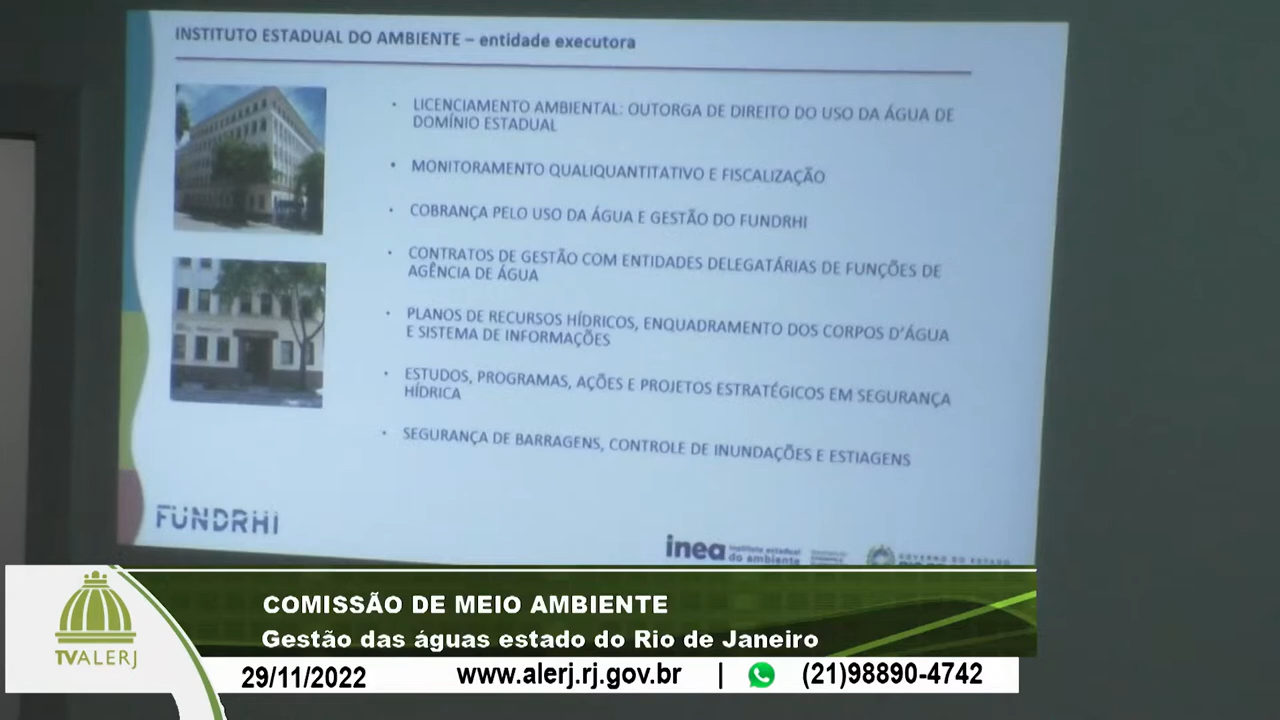 INSTITUTO ESTADUAL DO AMBIENTE – entidade executora
• LICENCIAMENTO AMBIENTAL: OUTORGA DE DIREITO DO USO DA ÁGUA DE
DOMÍNIO ESTADUAL
• MONITORAMENTO QUALIQUANTITATIVO E FISCALIZAÇÃO
• COBRANÇA PELO USO DA ÁGUA E GESTÃO DO FUNDRHI
• CONTRATOS DE GESTÃO COM ENTIDADES DELEGATÁRIAS DE FUNÇÕES DE
AGÊNCIA DE ÁGUA
• PLANOS DE RECURSOS HÍDRICOS, ENQUADRAMENTO DOS CORPOS D'ÁGUA
E SISTEMA DE INFORMAÇÕES
• ESTUDOS, PROGRAMAS, AÇÕES E PROJETOS ESTRATÉGICOS EM SEGURANÇA
HÍDRICA
• SEGURANÇA DE BARRAGENS, CONTROLE DE INUNDAÇÕES E ESTIAGENS
FUNDRHI
inea instituto estadual
do ambiente
GOVERNO DO ESTADO
COMISSÃO DE MEIO AMBIENTE
Gestão das águas estado do Rio de Janeiro
TVALERJ
29/11/2022 www.alerj.rj.gov.br | (21)98890-4742